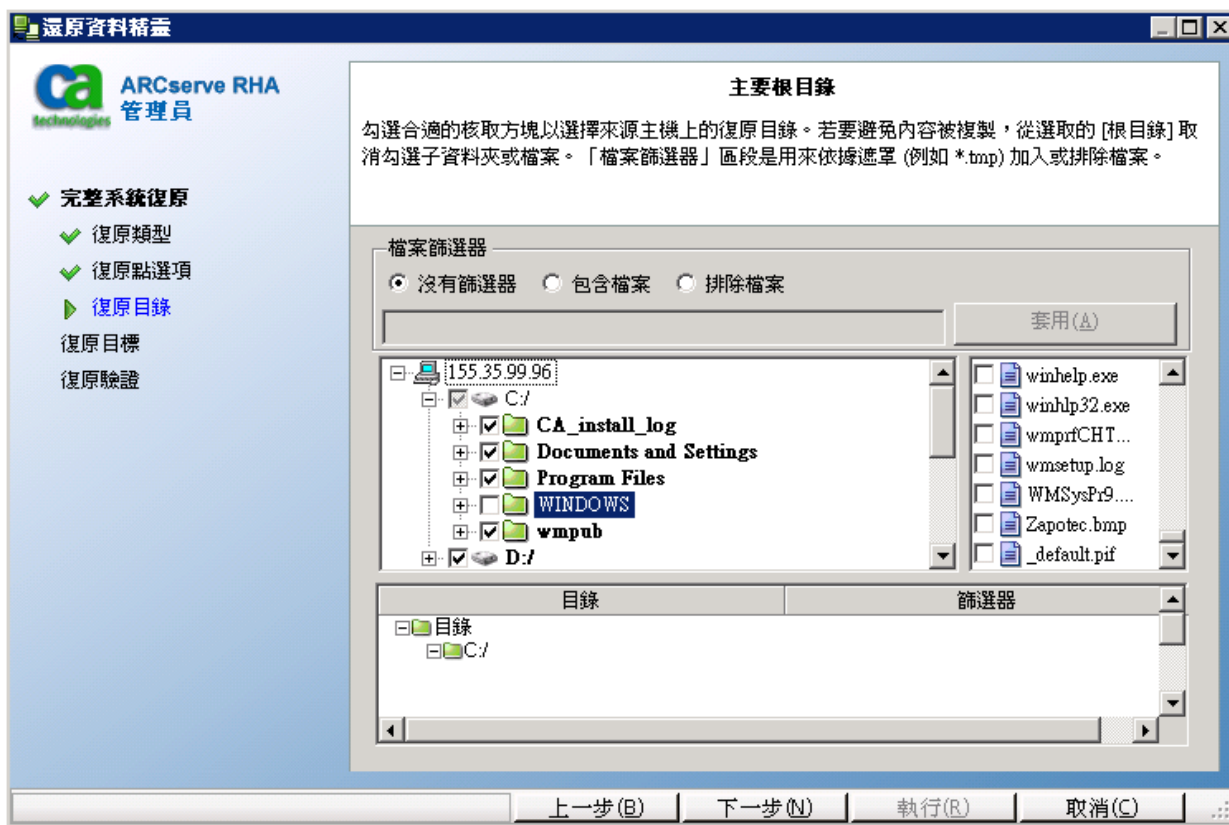 還原資料精靈
ca
technologies
ARCserve RHA
管理員
完整系統復原
復原類型
復原點選項
復原目錄
復原目標
復原驗證
主要根目錄
勾選合適的核取方塊以選擇來源主機上的復原目錄。若要避免內容被複製，從選取的 [根目錄] 取
消勾選子資料夾或檔案。「檔案篩選器」區段是用來依據遮罩 (例如 *.tmp) 加入或排除檔案。
檔案篩選器
沒有篩選器 包含檔案 排除檔案
套用(A)
155.35.99.96
C:/
CA_install_log
Documents and Settings
Program Files
WINDOWS
wmpub
D:/
winhelp.exe
winhlp32.exe
wmprfCHT...
wmsetup.log
WMSysPr9....
Zapotec.bmp
_default.pif
目錄 篩選器
目錄
C:/
上一步(B) 下一步(N) 執行(R) 取消(C)